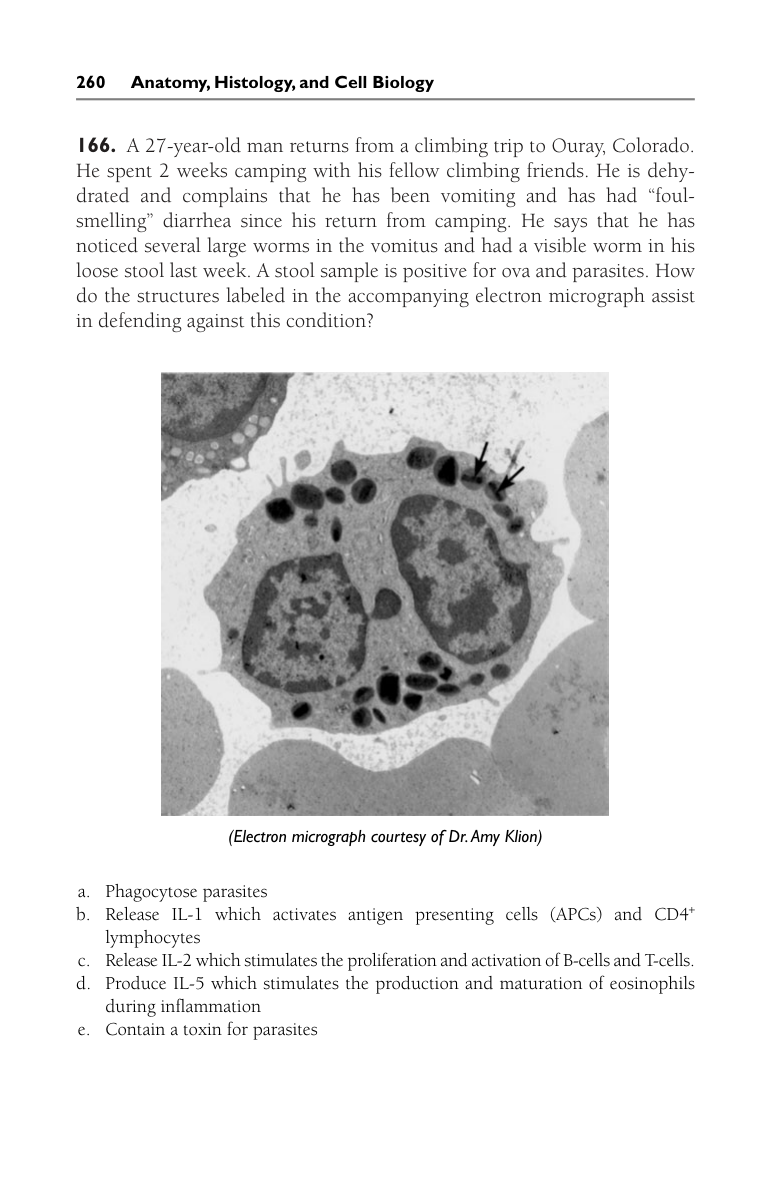 260 Anatomy, Histology, and Cell Biology
166. A 27-year-old man returns from a climbing trip to Ouray, Colorado.
He spent 2 weeks camping with his fellow climbing friends. He is dehy-
drated and complains that he has been vomiting and has had “foul-
smelling” diarrhea since his return from camping. He says that he has
noticed several large worms in the vomitus and had a visible worm in his
loose stool last week. A stool sample is positive for ova and parasites. How
do the structures labeled in the accompanying electron micrograph assist
in defending against this condition?
(Electron micrograph courtesy of Dr. Amy Klion)
a. Phagocytose parasites
b. Release IL-1 which activates antigen presenting cells (APCs) and CD4⁺
lymphocytes
c. Release IL-2 which stimulates the proliferation and activation of B-cells and T-cells.
d. Produce IL-5 which stimulates the production and maturation of eosinophils
during inflammation
e. Contain a toxin for parasites